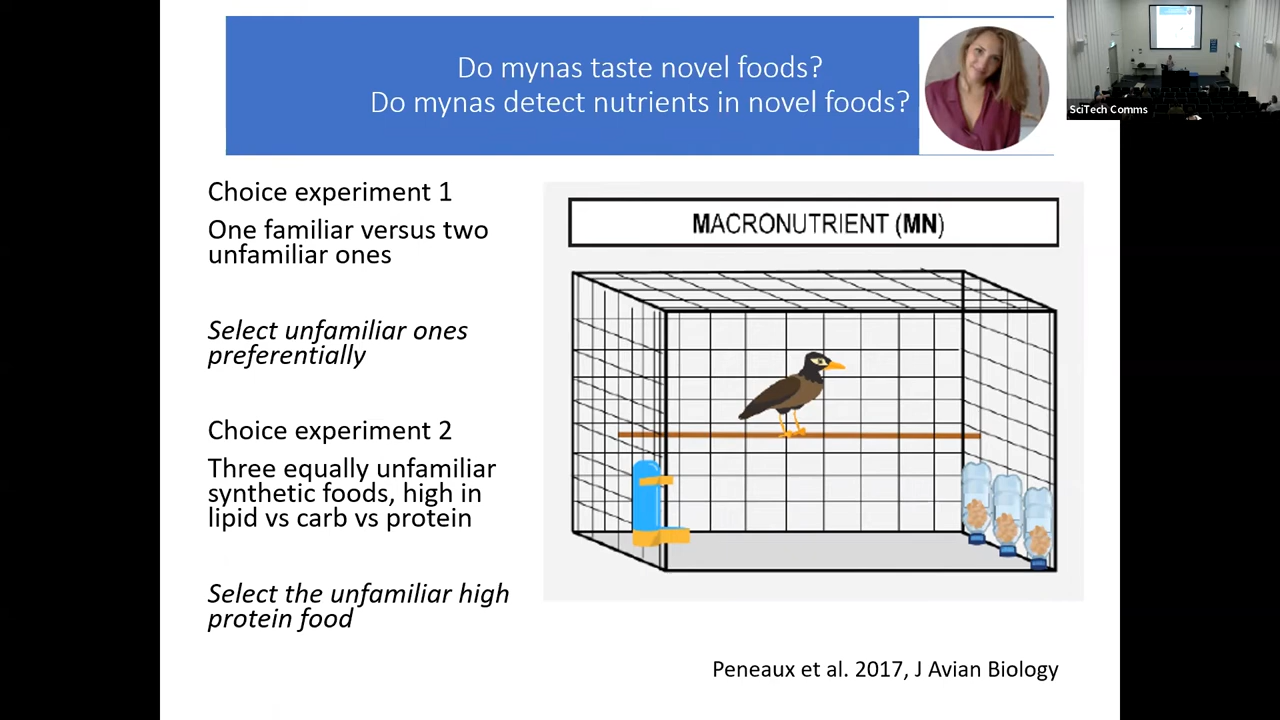 Do mynas taste novel foods?
Do mynas detect nutrients in novel foods?
SciTech Comms
Choice experiment 1
One familiar versus two
unfamiliar ones
Select unfamiliar ones
preferentially
Choice experiment 2
Three equally unfamiliar
synthetic foods, high in
lipid vs carb vs protein
Select the unfamiliar high
protein food
MACRONUTRIENT (MN)
Peneaux et al. 2017, J Avian Biology